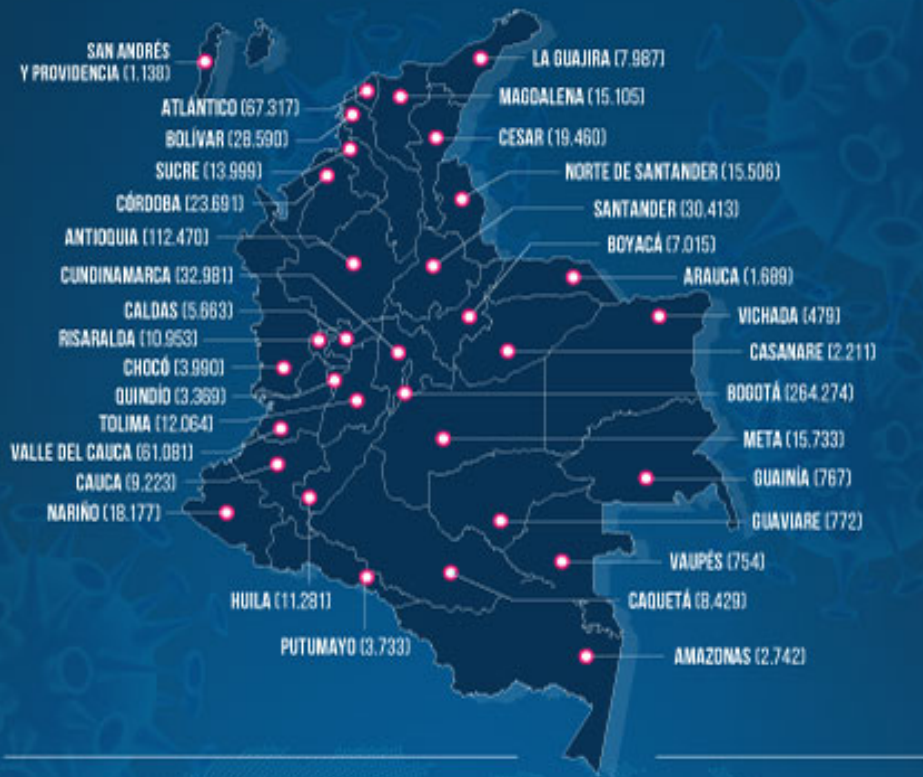 SAN ANDRÉS
Y PROVIDENCIA (1.138)
ATLÁNTICO (67.317)
BOLÍVAR (28.590)
SUCRE (13.999)
CÓRDOBA (23.691)
ANTIOQUIA (112.470)
CUNDINAMARCA (32.981)
CALDAS (5.663)
RISARALDA (10.953)
CHOCÓ (3.990)
QUINDÍO (3.369)
TOLIMA (12.064)
VALLE DEL CAUCA (61.081)
CAUCA (9.223)
NARIÑO (18.177)
HUILA (11.281)
PUTUMAYO (3.733)
LA GUAJIRA (7.987)
MAGDALENA (15.105)
CESAR (19.460)
NORTE DE SANTANDER (15.506)
SANTANDER (30.413)
BOYACÁ (7.015)
ARAUCA (1.689)
VICHADA (479)
CASANARE (2.211)
BOGOTÁ (264.274)
META (15.733)
GUAINÍA (767)
GUAVIARE (772)
VAUPÉS (754)
CAQUETÁ (8.429)
AMAZONAS (2.742)